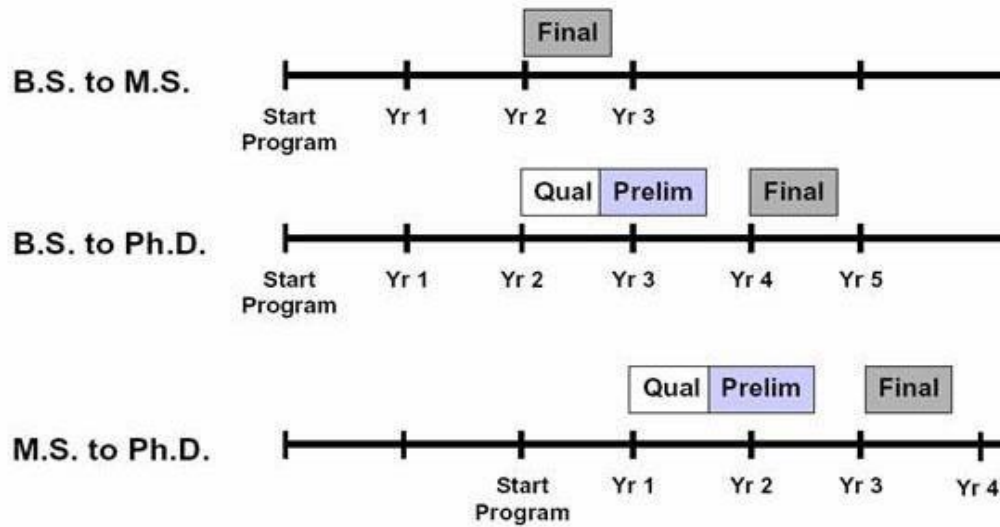 Final
B.S. to M.S.
Start Program Yr 1 Yr 2 Yr 3
Qual Prelim Final
B.S. to Ph.D.
Start Program Yr 1 Yr 2 Yr 3 Yr 4 Yr 5
Qual Prelim Final
M.S. to Ph.D.
Start Program Yr 1 Yr 2 Yr 3 Yr 4